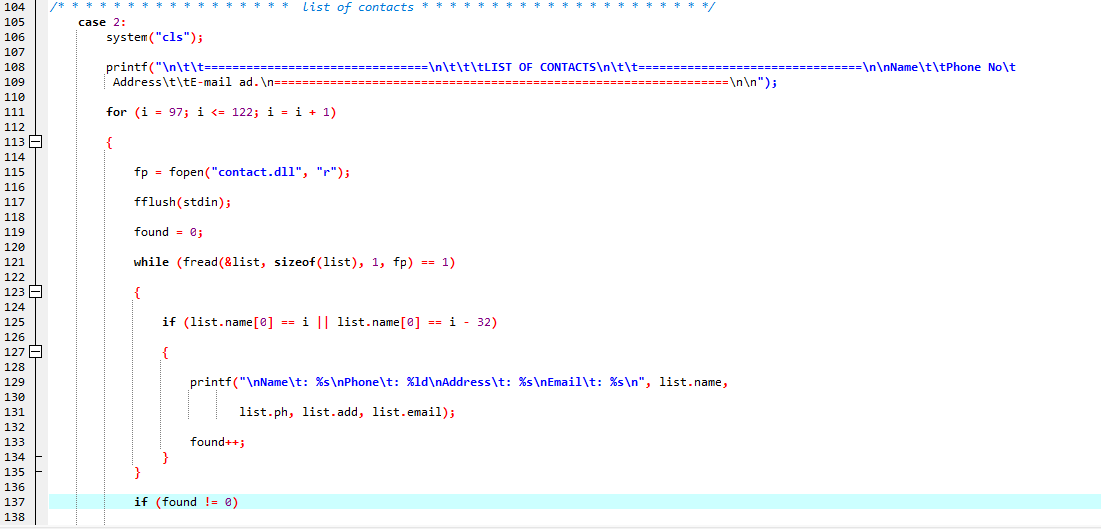 104 /* * * * * * * * * * * * * * * * * list of contacts * * * * * * * * * * * * * * * * * * * * * */
105 case 2:
106 system("cls");
107
108 printf("\n\t\t================================\n\t\t\tLIST OF CONTACTS\n\t\t================================\n\nName\t\tPhone No\t
109 Address\t\tE-mail ad.\n=================================================================\n\n");
110
111 for (i = 97; i <= 122; i = i + 1)
112
113 {
114
115 fp = fopen("contact.dll", "r");
116
117 fflush(stdin);
118
119 found = 0;
120
121 while (fread(&list, sizeof(list), 1, fp) == 1)
122
123 {
124
125 if (list.name[0] == i || list.name[0] == i - 32)
126
127 {
128
129 printf("\nName\t: %s\nPhone\t: %ld\nAddress\t: %s\nEmail\t: %s\n", list.name,
130
131 list.ph, list.add, list.email);
132
133 found++;
134 }
135 }
136
137 if (found != 0)
138